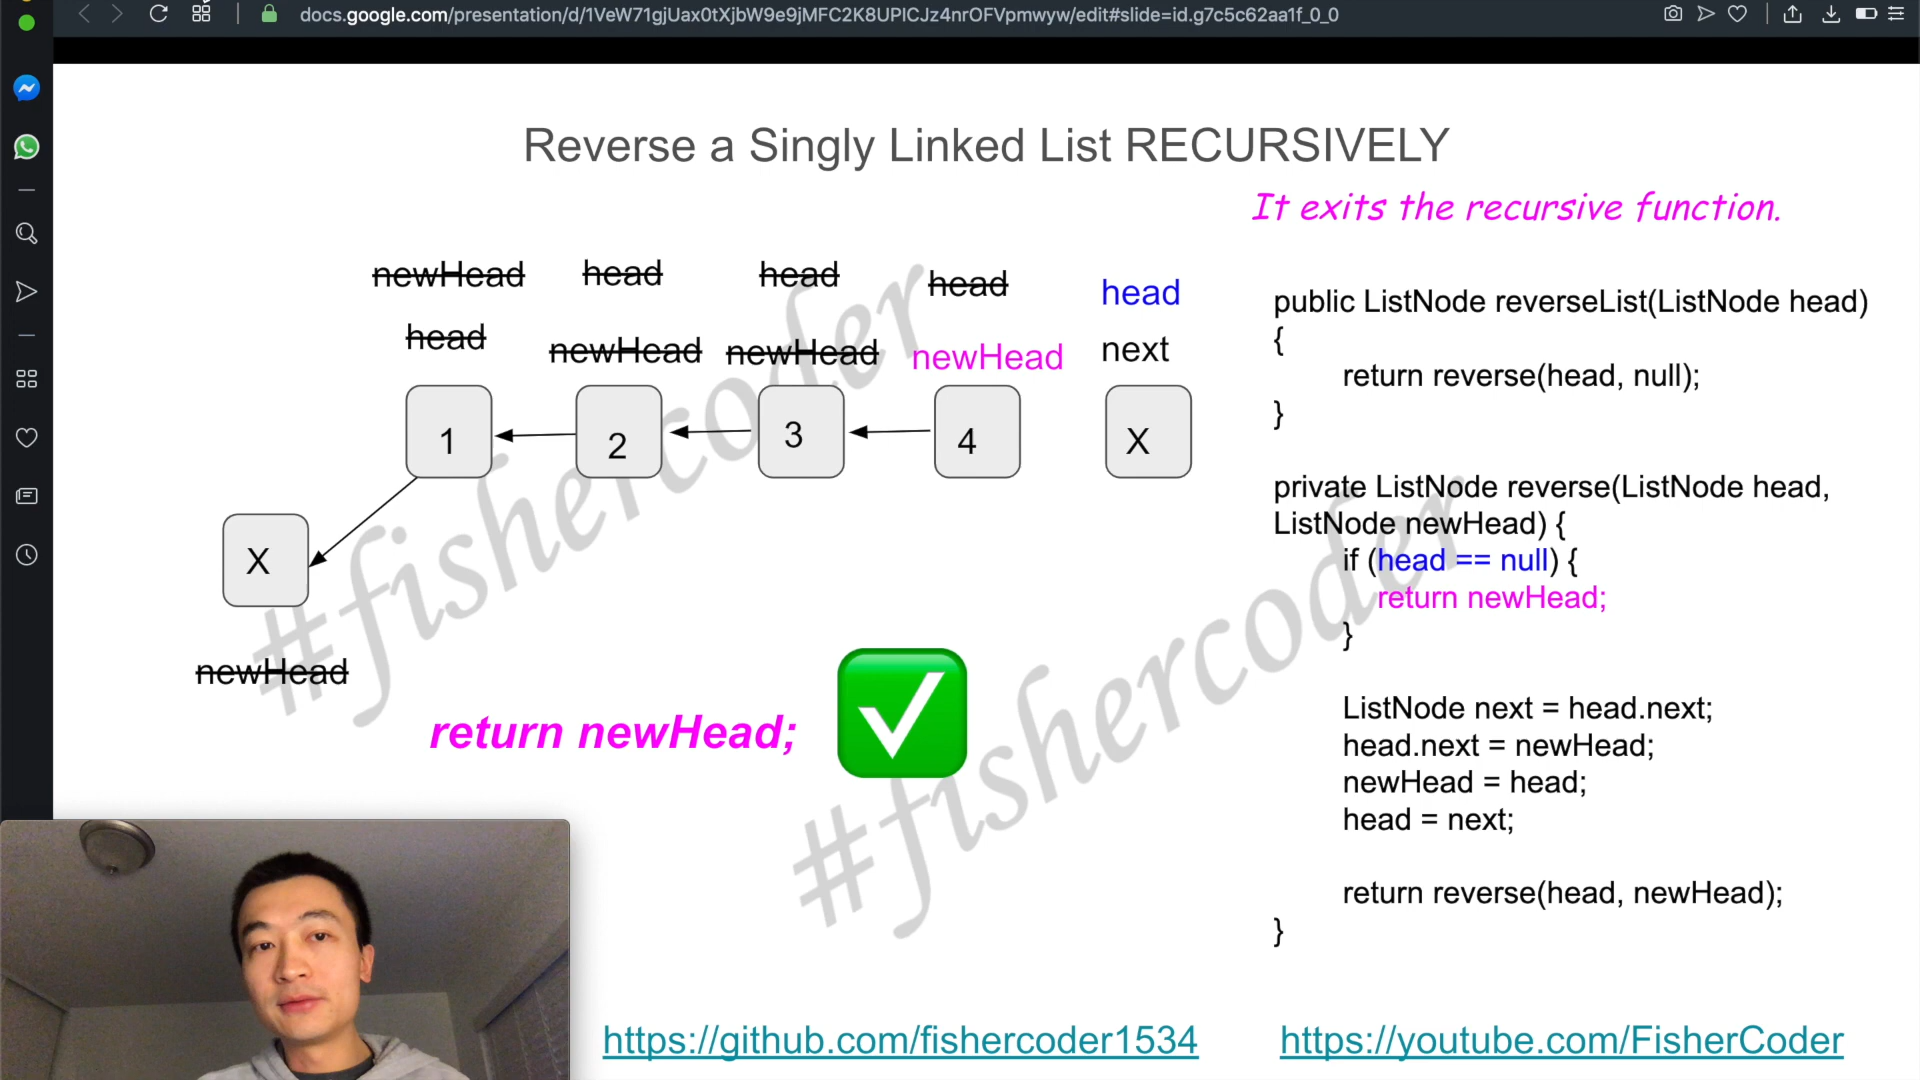 docs.google.com/presentation/d/1VeW71gjUax0tXjbW9e9jMFC2K8UPlCJz4nrOFVpmwyw/edit#slide=id.g7c5c62aa1f_0_0
Reverse a Singly Linked List RECURSIVELY
It exits the recursive function.
newHead head head head head
head newHead newHead newHead next
1 2 3 4 X
X
newHead
return newHead;
public ListNode reverseList(ListNode head)
{
return reverse(head, null);
}
private ListNode reverse(ListNode head,
ListNode newHead) {
if (head == null) {
return newHead;
}
ListNode next = head.next;
head.next = newHead;
newHead = head;
head = next;
return reverse(head, newHead);
}
#fishercoder
#fishercoder
https://github.com/fishercoder1534
https://youtube.com/FisherCoder